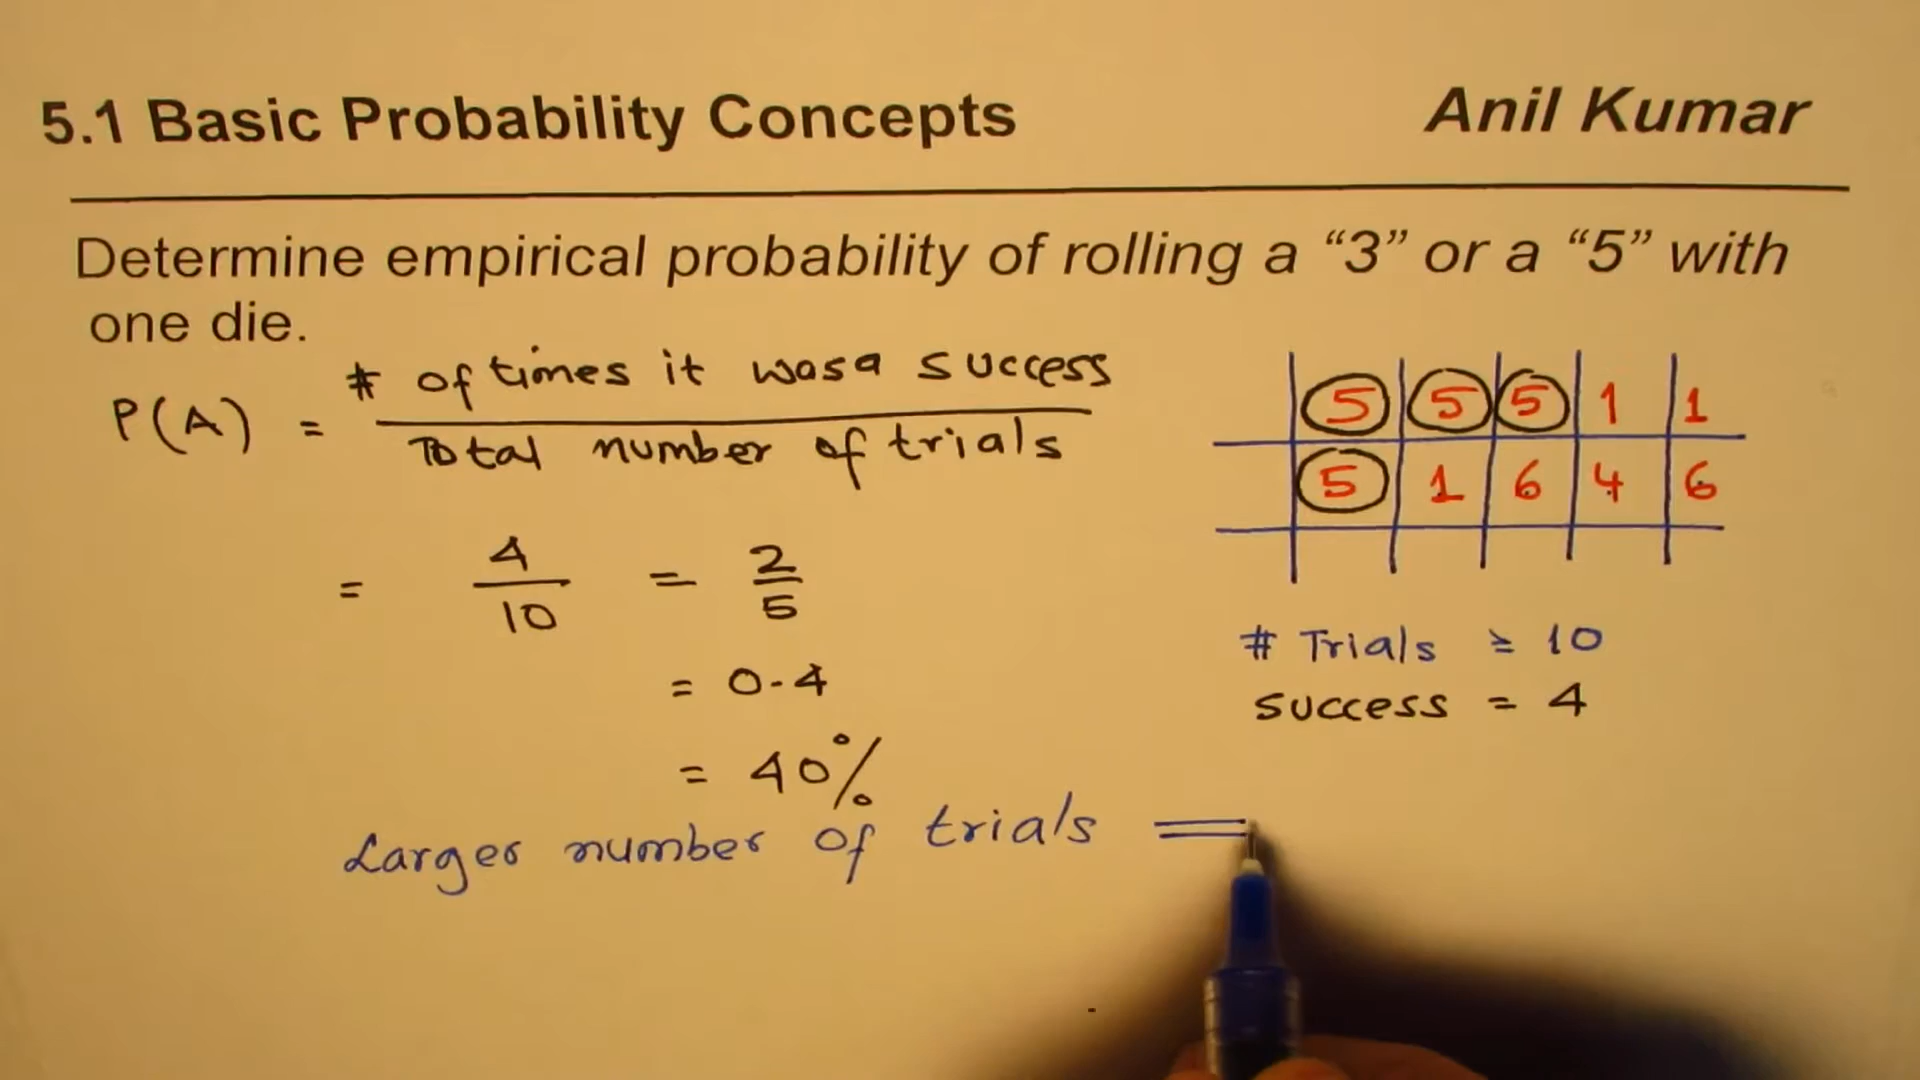 5.1 Basic Probability Concepts
Anil Kumar
Determine empirical probability of rolling a “3” or a “5” with
one die.
P(A) = # of times it was a success
Total number of trials
= 4/10 = 2/5
= 0.4
= 40%
Larger number of trials =
5 5 5 1 1
5 1 6 4 6
# Trials = 10
success = 4